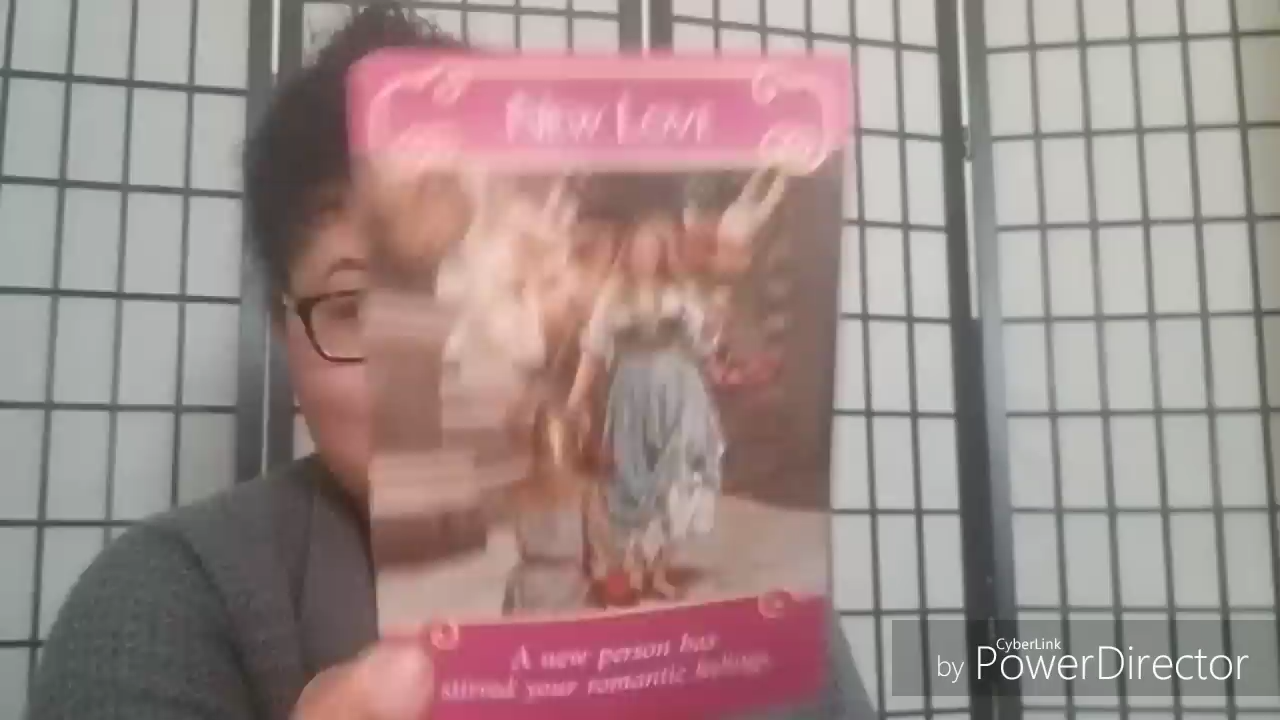 New Love
A new person has
stirred your romantic feelings.
CyberLink
by PowerDirector